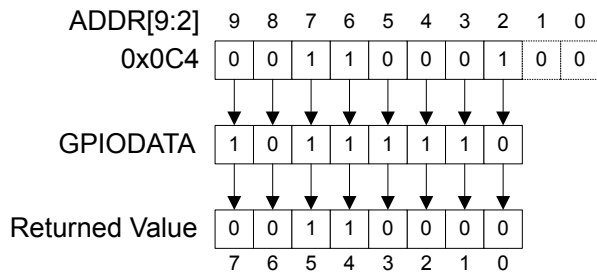 ADDR[9:2] 9 8 7 6 5 4 3 2 1 0
0x0C4 0 0 1 1 0 0 0 1 0 0
GPIODATA 1 0 1 1 1 1 1 0
Returned Value 0 0 1 1 0 0 0 0
7 6 5 4 3 2 1 0